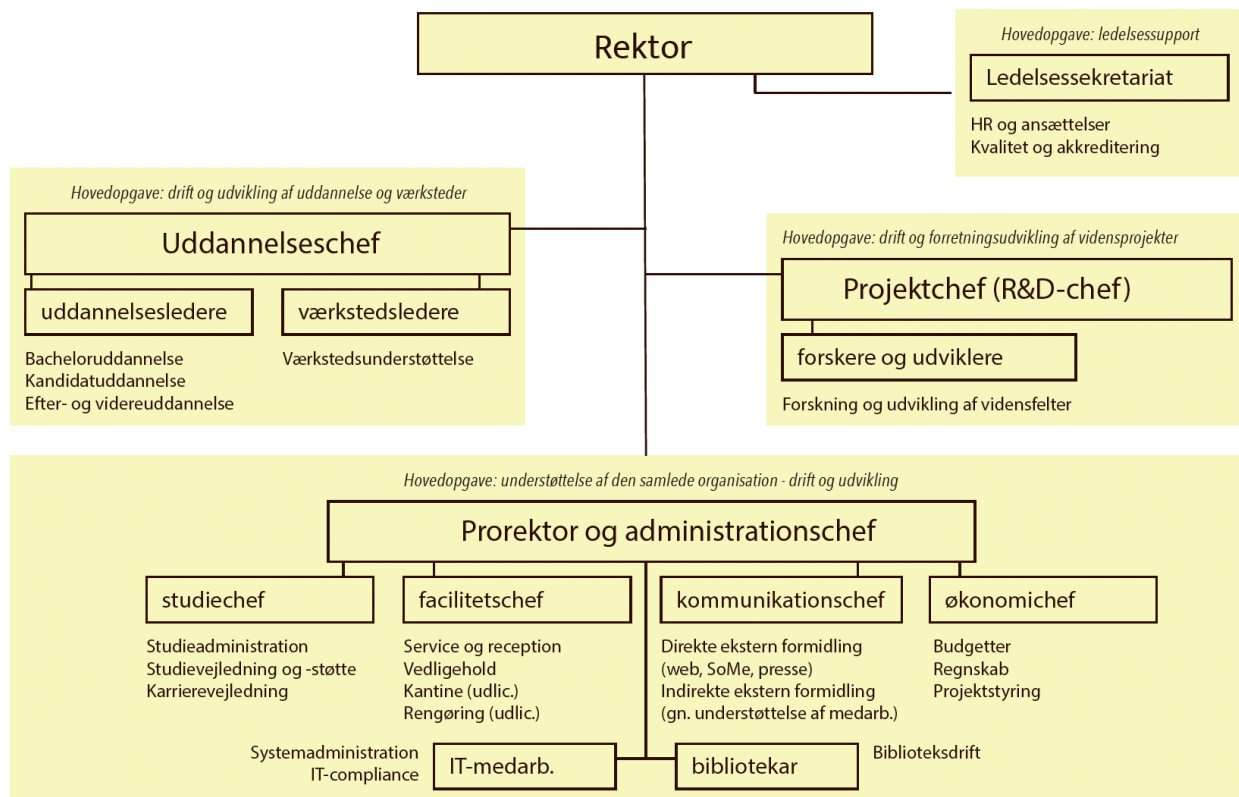 Rektor
Hovedopgave: ledelsessupport
Ledelsessekretariat
HR og ansættelser
Kvalitet og akkreditering
Hovedopgave: drift og udvikling af uddannelse og værksteder
Uddannelseschef
uddannelsesledere
værkstedsledere
Bacheloruddannelse
Kandidatuddannelse
Efter- og videreuddannelse
Værkstedsunderstøttelse
Hovedopgave: drift og forretningsudvikling af vidensprojekter
Projektchef (R&D-chef)
forskere og udviklere
Forskning og udvikling af vidensfelter
Hovedopgave: understøttelse af den samlede organisation - drift og udvikling
Prorektor og administrationschef
studiechef
Studieadministration
Studievejledning og -støtte
Karrierevejledning
facilitetschef
Service og reception
Vedligehold
Kantine (udlic.)
Rengøring (udlic.)
kommunikationschef
Direkte ekstern formidling
(web, SoMe, presse)
Indirekte ekstern formidling
(gn. understøttelse af medarb.)
økonomichef
Budgetter
Regnskab
Projektstyring
Systemadministration
IT-compliance
IT-medarb.
bibliotekar
Biblioteksdrift